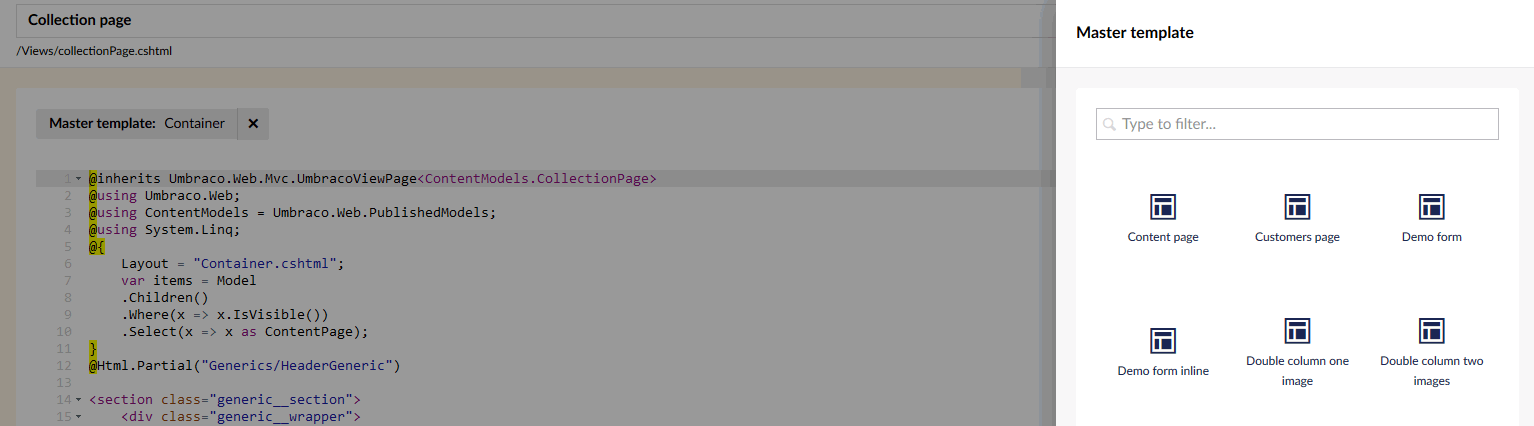 Collection page
/Views/collectionPage.cshtml
Master template: Container ×
1 @inherits Umbraco.Web.Mvc.UmbracoViewPage<ContentModels.CollectionPage>
2 @using Umbraco.Web;
3 @using ContentModels = Umbraco.Web.PublishedModels;
4 @using System.Linq;
5 @{
6     Layout = "Container.cshtml";
7     var items = Model
8     .Children()
9     .Where(x => x.IsVisible())
10     .Select(x => x as ContentPage);
11 }
12 @Html.Partial("Generics/HeaderGeneric")
13
14 <section class="generic__section">
15     <div class="generic__wrapper">
Master template
Type to filter...
Content page
Customers page
Demo form
Demo form inline
Double column one
image
Double column two
images